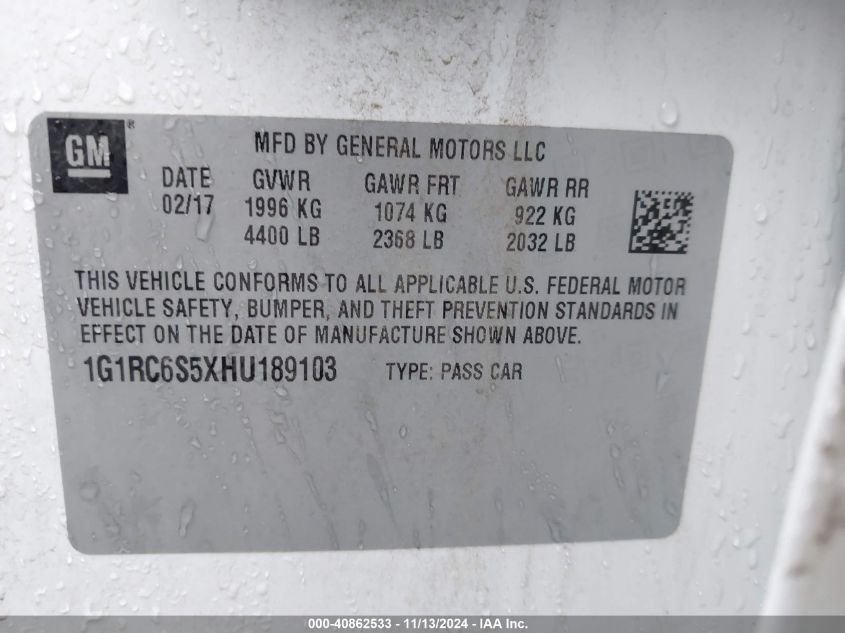 GM®
MFD BY GENERAL MOTORS LLC
DATE GVWR GAWR FRT GAWR RR
02/17 1996 KG 1074 KG 922 KG
4400 LB 2368 LB 2032 LB
THIS VEHICLE CONFORMS TO ALL APPLICABLE U.S. FEDERAL MOTOR
VEHICLE SAFETY, BUMPER, AND THEFT PREVENTION STANDARDS IN
EFFECT ON THE DATE OF MANUFACTURE SHOWN ABOVE.
1G1RC6S5XHU189103 TYPE: PASS CAR
000-40862533 - 11/13/2024 - IAA Inc.